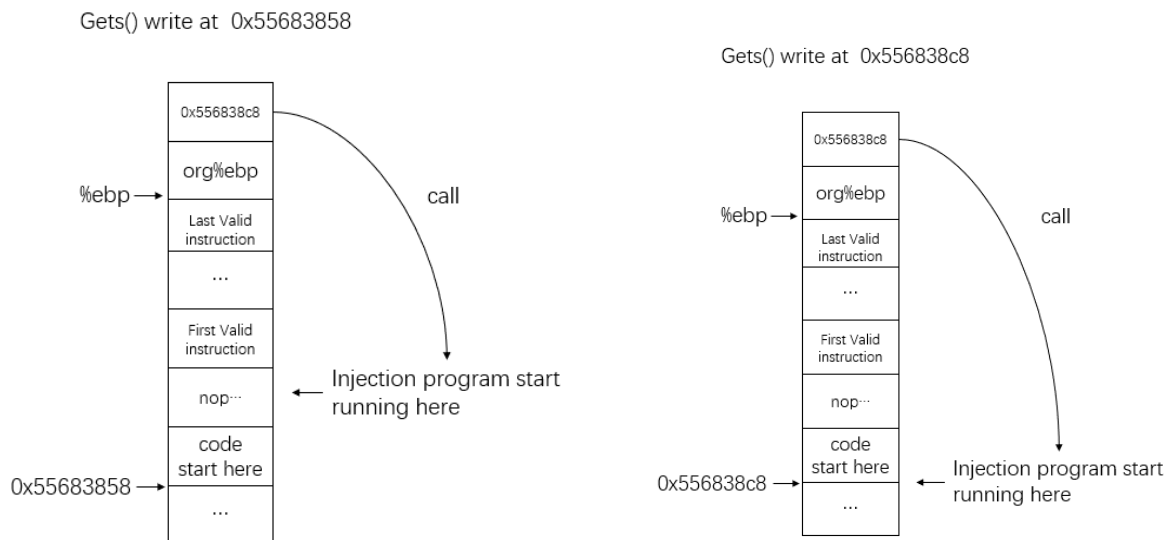 Gets() write at 0x55683858
0x556838c8
org%ebp
%ebp
call
Last Valid
instruction
...
First Valid
instruction
Injection program start
running here
nop…
code
start here
0x55683858
...
Gets() write at 0x556838c8
0x556838c8
org%ebp
%ebp
call
Last Valid
instruction
...
First Valid
instruction
nop…
code
start here
Injection program start
running here
0x556838c8
...